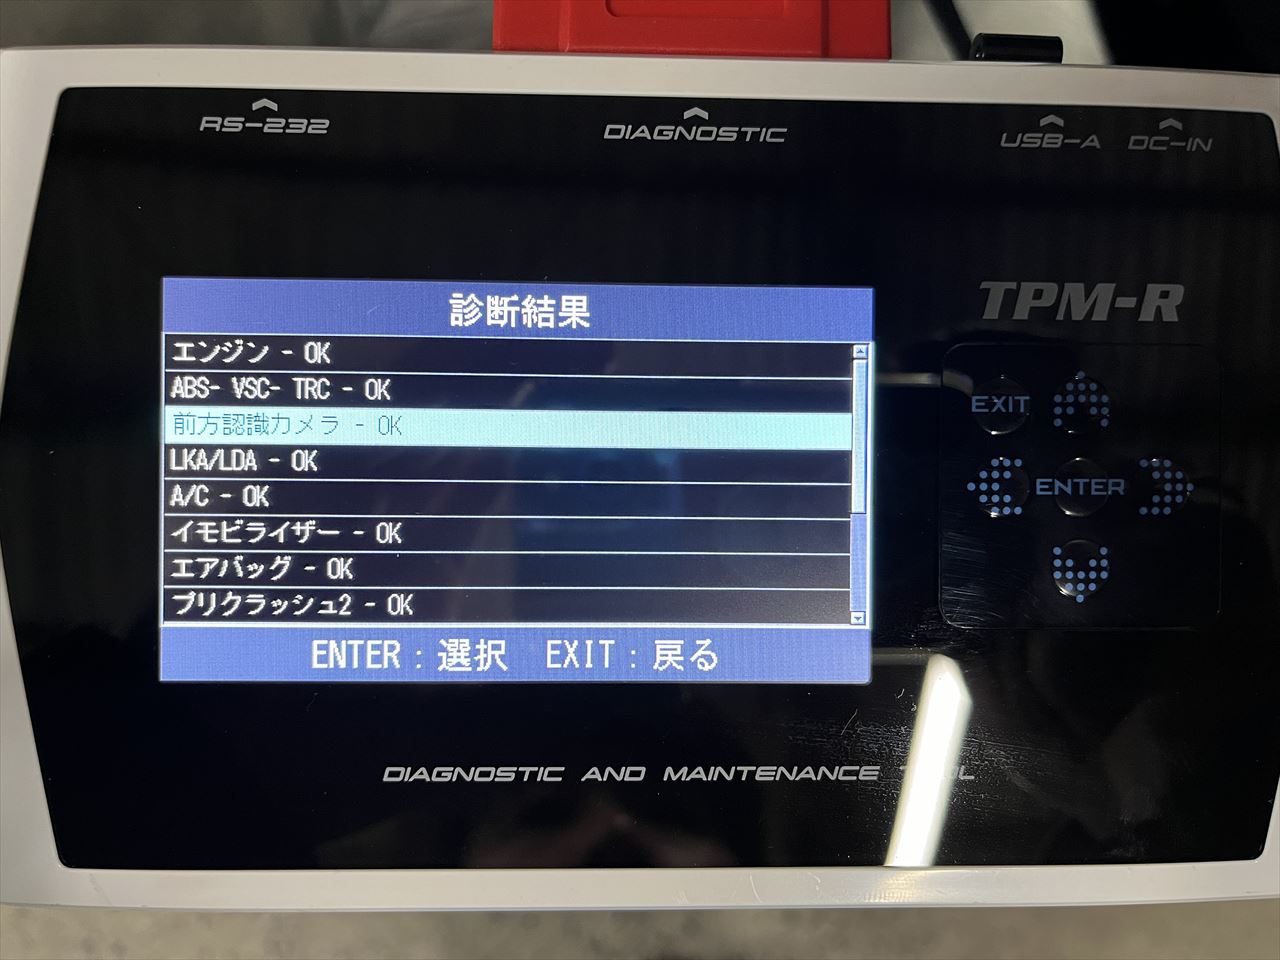 RS-232
DIAGNOSTIC
USB-A
DC-IN
TPM-R
診断結果
エンジン - OK
ABS- VSC- TRC - OK
前方認識カメラ - OK
LKA/LDA - OK
A/C - OK
イモビライザー - OK
エアバッグ - OK
プリクラッシュ2 - OK
ENTER : 選択 EXIT : 戻る
EXIT
ENTER
DIAGNOSTIC AND MAINTENANCE